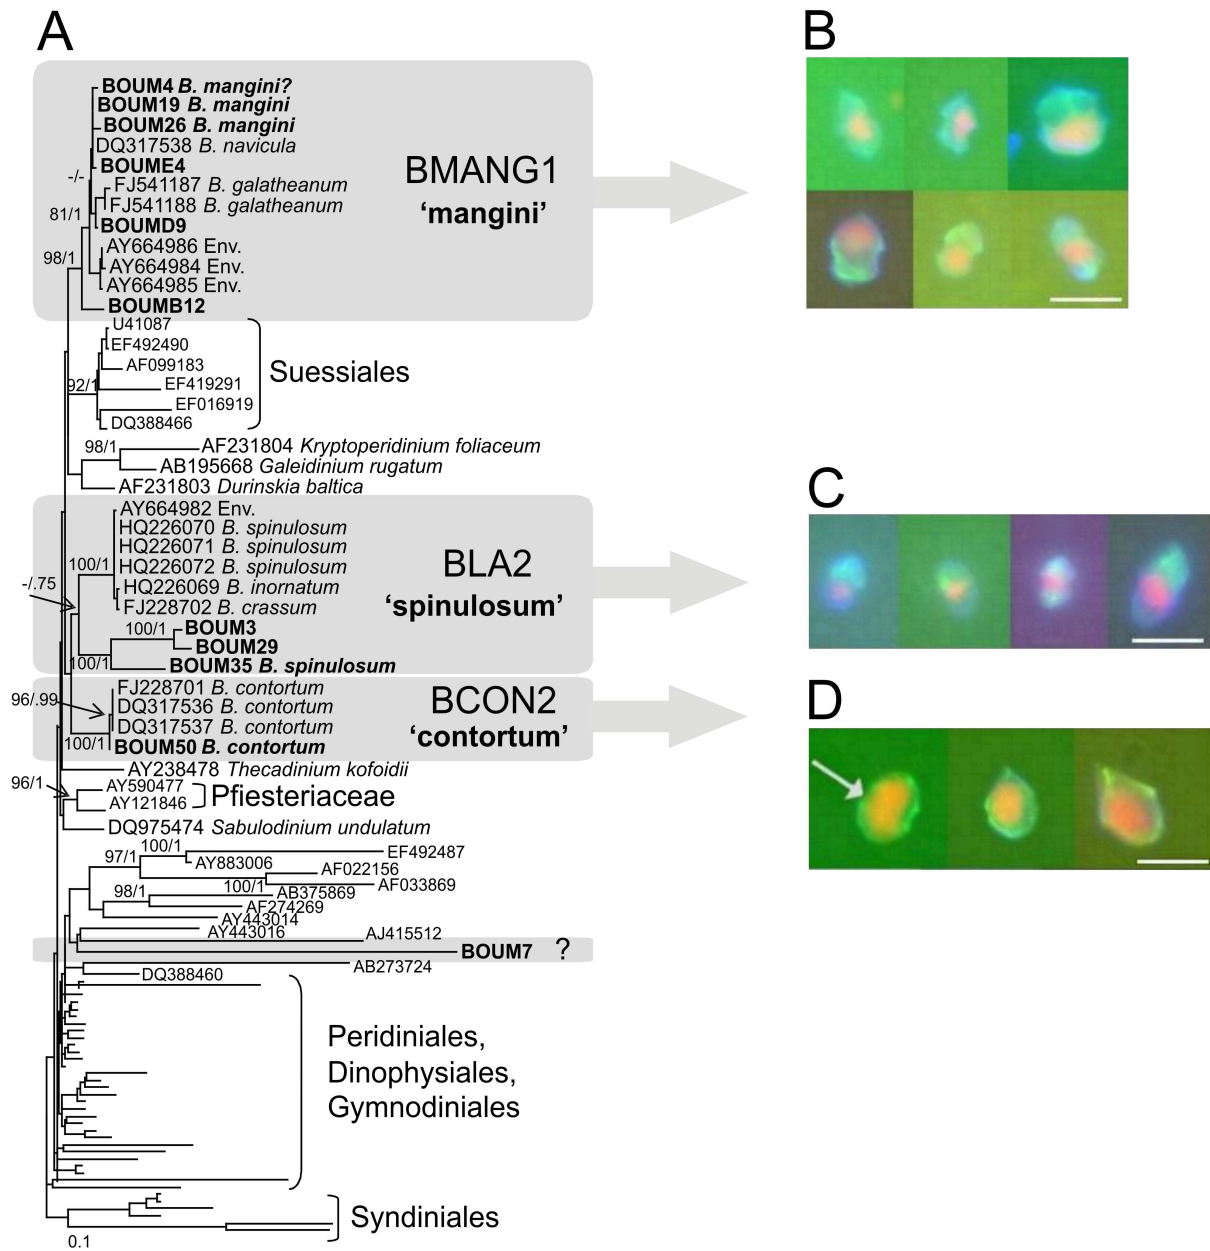 A
BOUM4 B. mangini?
BOUM19 B. mangini
BOUM26 B. mangini
DQ317538 B. navicula
BOUME4
FJ541187 B. galatheanum
FJ541188 B. galatheanum
BOUMD9
AY664986 Env.
AY664984 Env.
AY664985 Env.
BOUMB12
-/-
81/1
98/1
BMANG1
‘mangini’
U41087
EF492490
AF099183
EF419291
EF016919
DQ388466
92/1
Suessiales
98/1
AF231804 Kryptoperidinium foliaceum
AB195668 Galeidinium rugatum
AF231803 Durinskia baltica
AY664982 Env.
HQ226070 B. spinulosum
HQ226071 B. spinulosum
HQ226072 B. spinulosum
HQ226069 B. inornatum
FJ228702 B. crassum
BOUM3
BOUM29
BOUM35 B. spinulosum
100/1
-/.75
100/1
100/1
BLA2
‘spinulosum’
FJ228701 B. contortum
DQ317536 B. contortum
DQ317537 B. contortum
BOUM50 B. contortum
96/.99
100/1
BCON2
‘contortum’
AY238478 Thecadinium kofoidii
96/1
AY590477
AY121846
Pfiesteriaceae
DQ975474 Sabulodinium undulatum
100/1
97/1
EF492487
AY883006
AF022156
100/1
AF033869
98/1
AB375869
AF274269
AY443014
AY443016
AJ415512
BOUM7 ?
AB273724
DQ388460
Peridiniales,
Dinophysiales,
Gymnodiniales
Syndiniales
0.1
B
C
D